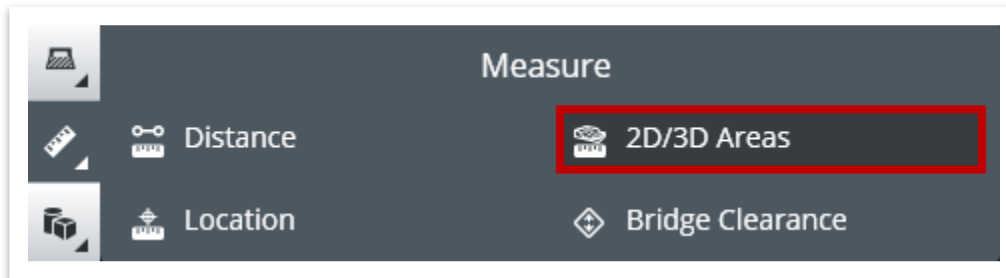 Measure
Distance
2D/3D Areas
Location
Bridge Clearance